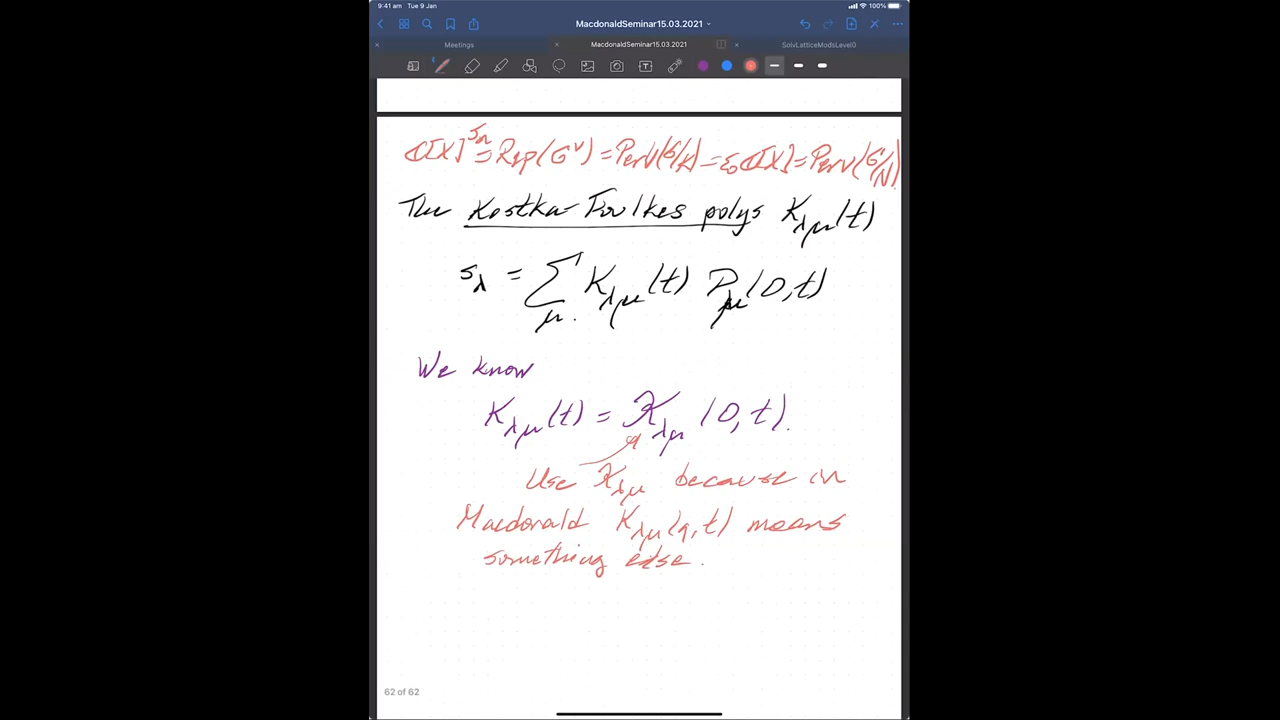 9:41 am Tue 9 Jan
100%
MacdonaldSeminar15.03.2021
Meetings
MacdonaldSeminar15.03.2021
SolvLatticeModsLevel0
ℂ[X]^{S_n} = Rep(G^∨) = Perv(G/K) = ε_0 ℂ[X] = Perv(G/N)
The Kostka-Foulkes polys K_{λμ}(t)
s_λ = Σ_μ K_{λμ}(t) P_μ(0,t)
We know
K_{λμ}(t) = 𝒦_{λμ}(0,t).
Use 𝒦_{λμ} because in
Macdonald K_{λμ}(q,t) means
something else.
62 of 62